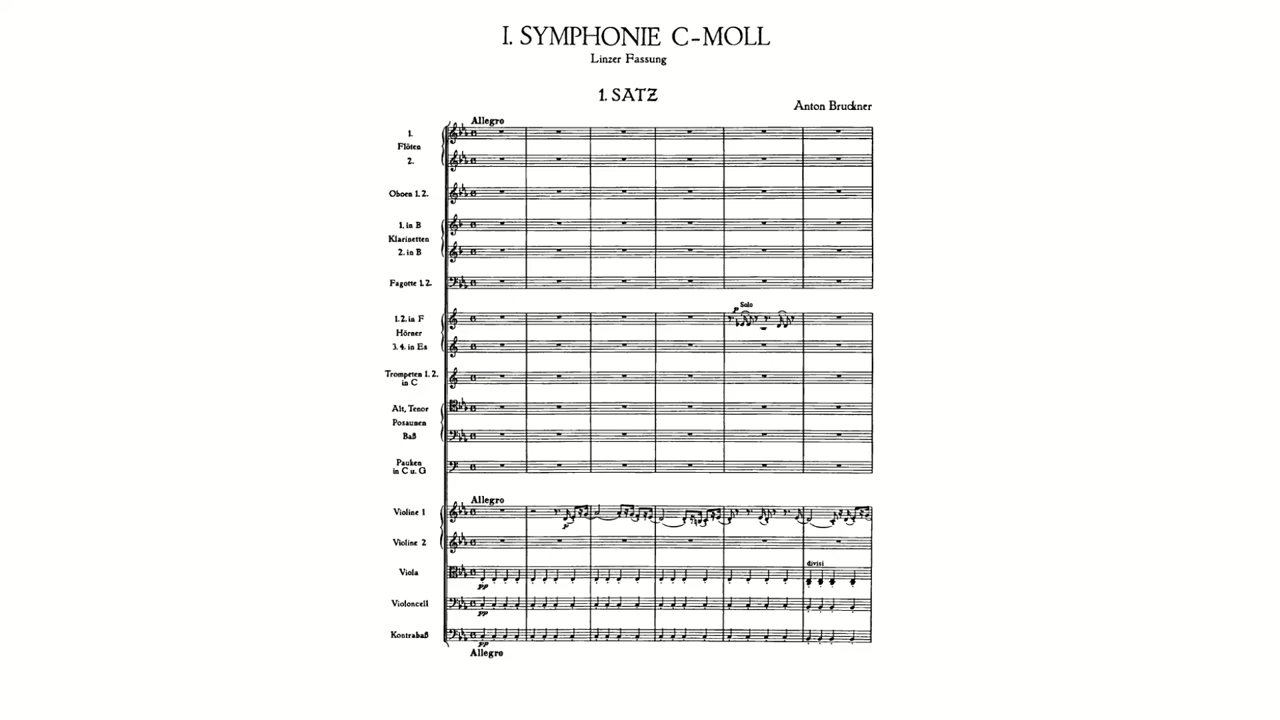 I. SYMPHONIE C-MOLL
Linzer Fassung
1. SATZ
Anton Bruckner
Allegro
1.
Flöten
2.
Oboen 1. 2.
1. in B
Klarinetten
2. in B
Fagotte 1. 2.
Solo
p
1. 2. in F
Hörner
3. 4. in Es
Trompeten 1. 2.
in C
Alt, Tenor
Posaunen
Baß
Pauken
in C u. G
Allegro
Violine 1
p
Violine 2
divisi
Viola
pp
Violoncell
pp
Kontrabaß
pp
Allegro